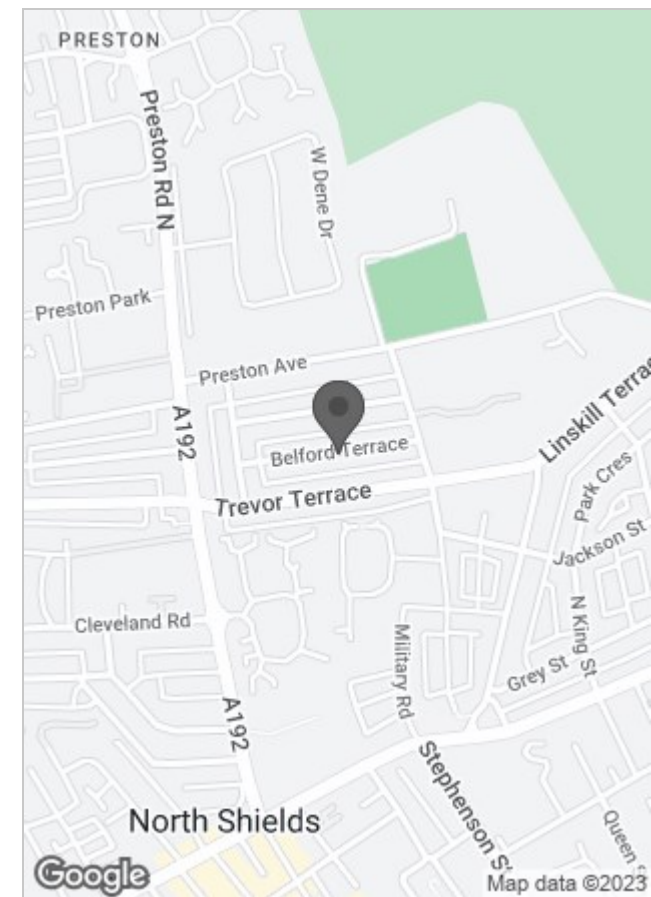 PRESTON
Preston Rd N
W Dene Dr
Preston Park
Preston Ave
A192
Linskill Terrace
Belford Terrace
Trevor Terrace
Park Cres
Jackson St
Cleveland Rd
N King St
Military Rd
Grey St
A192
Stephenson S
North Shields
Queen S
Google
Map data ©2023